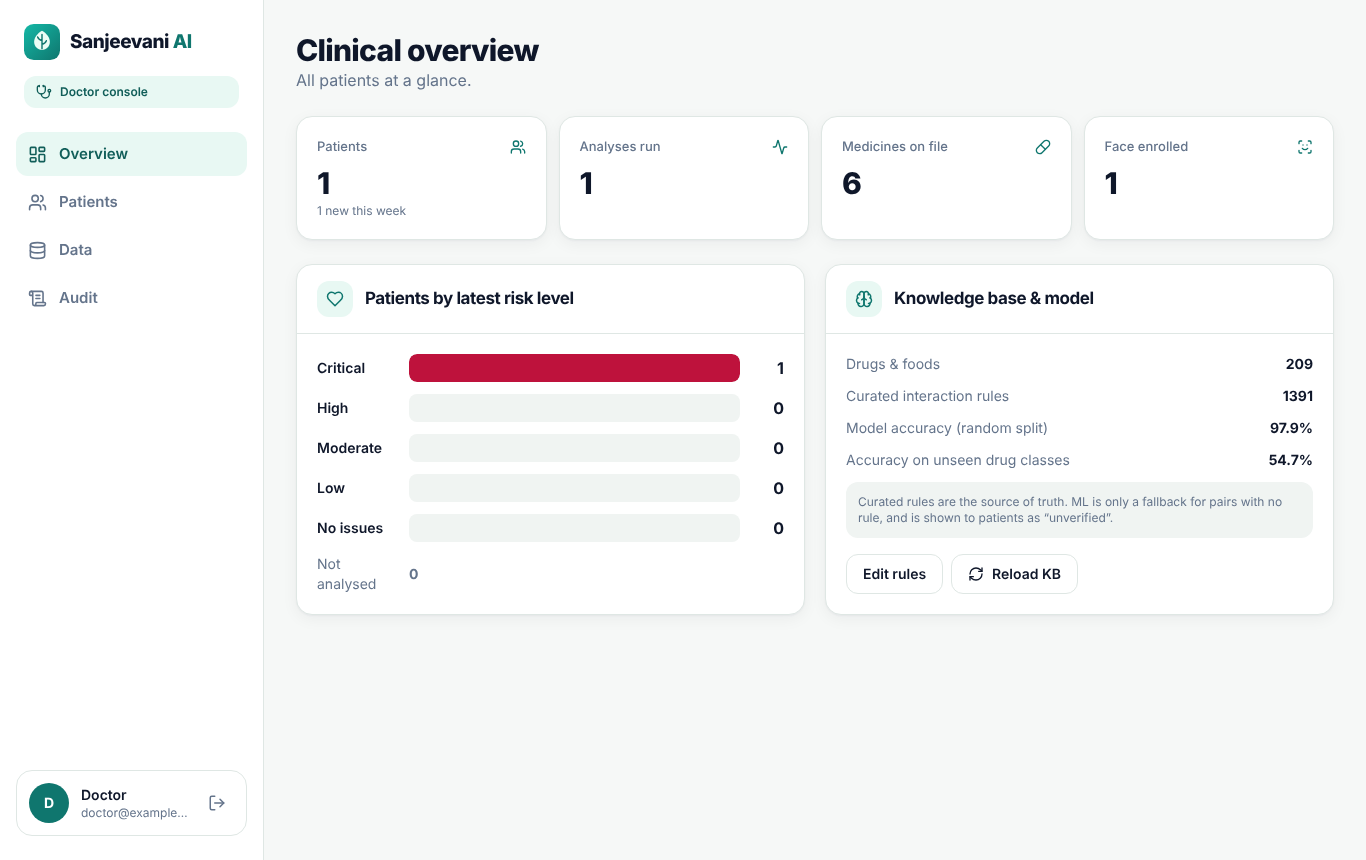 Sanjeevani AI
Doctor console
Overview
Patients
Data
Audit
D
Doctor
doctor@example...
Clinical overview
All patients at a glance.
Patients
1
1 new this week
Analyses run
1
Medicines on file
6
Face enrolled
1
Patients by latest risk level
Critical 1
High 0
Moderate 0
Low 0
No issues 0
Not
analysed
0
Knowledge base & model
Drugs & foods 209
Curated interaction rules 1391
Model accuracy (random split) 97.9%
Accuracy on unseen drug classes 54.7%
Curated rules are the source of truth. ML is only a fallback for pairs with no
rule, and is shown to patients as “unverified”.
Edit rules
Reload KB